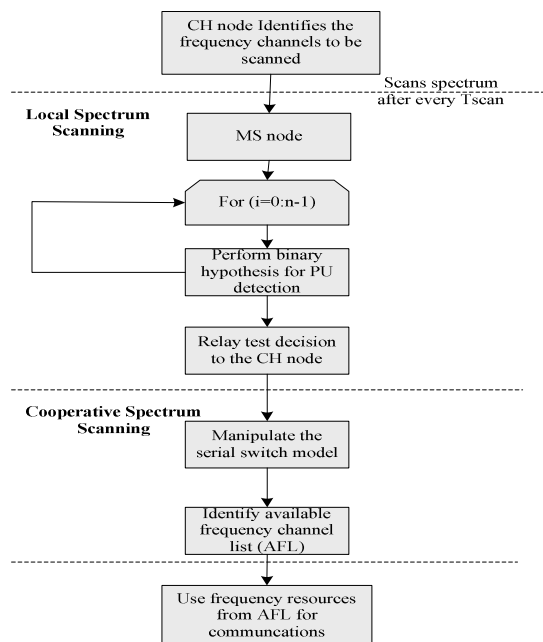 CH node Identifies the
frequency channels to be
scanned
Scans spectrum
after every Tscan
Local Spectrum
Scanning
MS node
For (i=0:n-1)
Perform binary
hypothesis for PU
detection
Relay test decision
to the CH node
Cooperative Spectrum
Scanning
Manipulate the
serial switch model
Identify available
frequency channel
list (AFL)
Use frequency resources
from AFL for
communcations